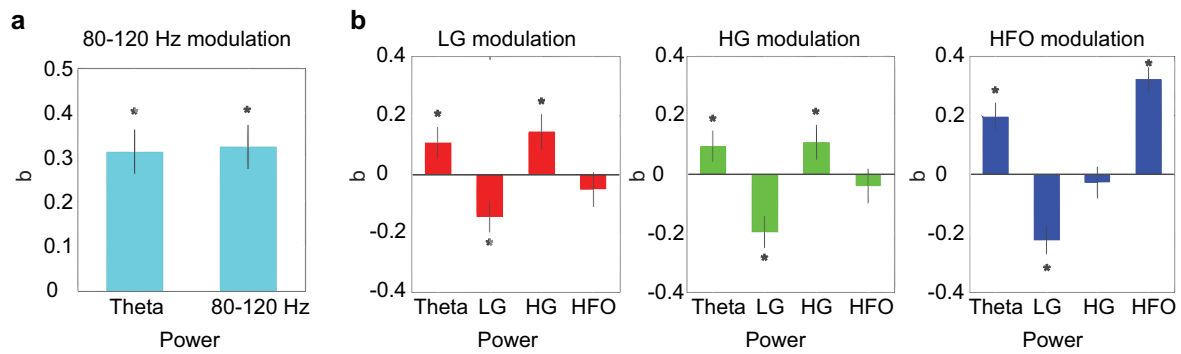 a
80-120 Hz modulation
0.5
0.4
0.3
0.2
0.1
0
b
*
*
Theta
80-120 Hz
Power
b
LG modulation
0.4
0.2
0
-0.2
-0.4
b
*
*
*
Theta LG HG HFO
Power
HG modulation
0.4
0.2
0
-0.2
-0.4
b
*
*
*
Theta LG HG HFO
Power
HFO modulation
0.4
0.2
0
-0.2
-0.4
b
*
*
*
Theta LG HG HFO
Power